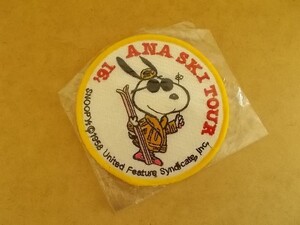 '91 ANA SKI TOUR
SNOOPY:©1958 United Feature Syndicate, Inc.